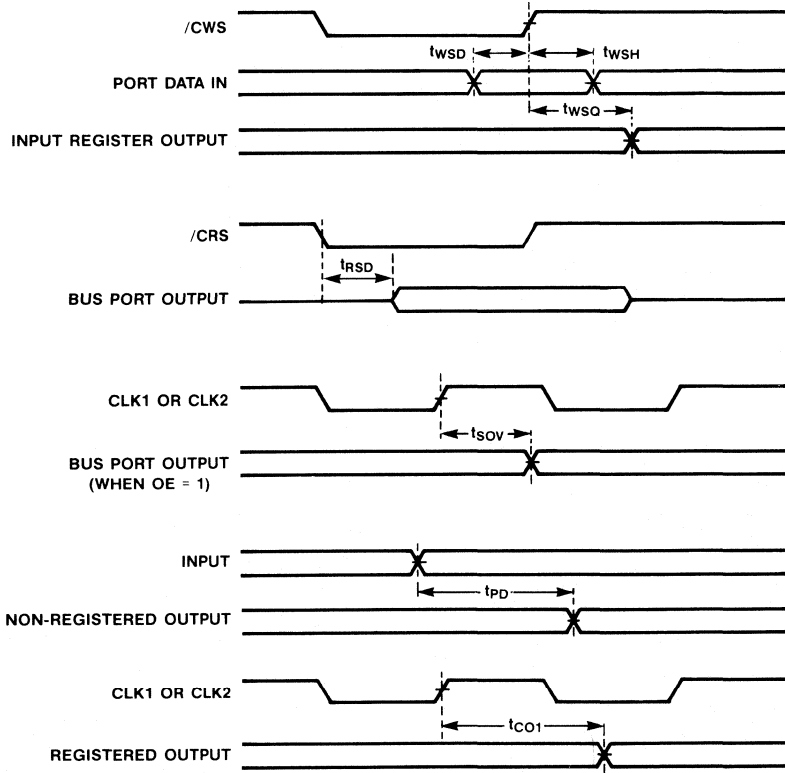 /CWS
tWSD
tWSH
PORT DATA IN
tWSQ
INPUT REGISTER OUTPUT
/CRS
tRSD
BUS PORT OUTPUT
CLK1 OR CLK2
tSOV
BUS PORT OUTPUT
(WHEN OE = 1)
INPUT
tPD
NON-REGISTERED OUTPUT
CLK1 OR CLK2
tCO1
REGISTERED OUTPUT